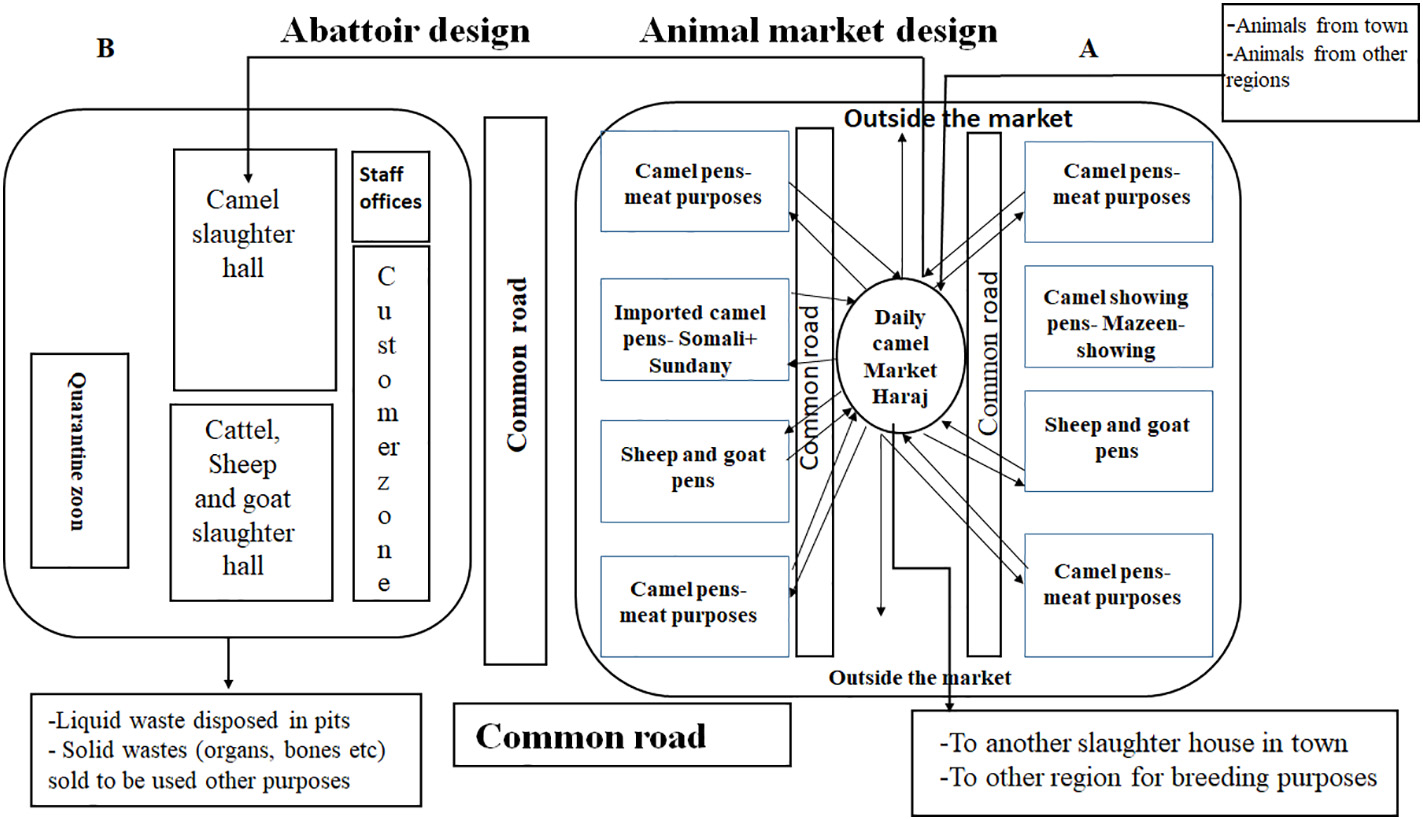 B
Abattoir design
Animal market design
A
-Animals from town
-Animals from other
regions
Camel
slaughter
hall
Staff
offices
C
u
st
o
m
er
z
o
n
e
Quarantine zoon
Cattel,
Sheep
and goat
slaughter
hall
-Liquid waste disposed in pits
- Solid wastes (organs, bones etc)
sold to be used other purposes
Common road
Common road
Outside the market
Camel pens-
meat purposes
Imported camel
pens- Somali+
Sundany
Sheep and goat
pens
Camel pens-
meat purposes
Common road
Daily
camel
Market
Haraj
Common road
Camel pens-
meat purposes
Camel showing
pens- Mazeen-
showing
Sheep and goat
pens
Camel pens-
meat purposes
Outside the market
-To another slaughter house in town
-To other region for breeding purposes